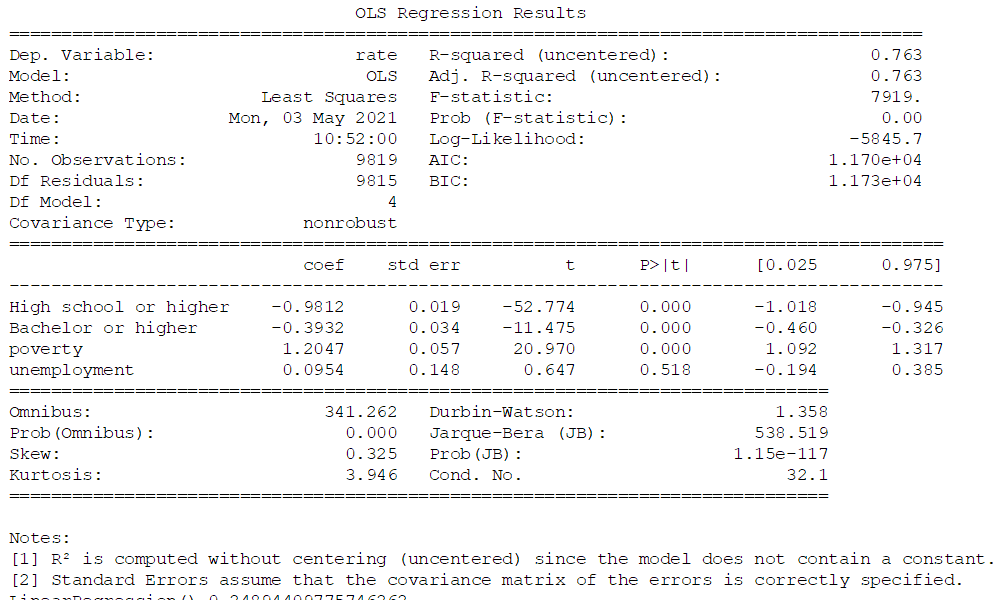 OLS Regression Results
==============================================================================
Dep. Variable: rate R-squared (uncentered): 0.763
Model: OLS Adj. R-squared (uncentered): 0.763
Method: Least Squares F-statistic: 7919.
Date: Mon, 03 May 2021 Prob (F-statistic): 0.00
Time: 10:52:00 Log-Likelihood: -5845.7
No. Observations: 9819 AIC: 1.170e+04
Df Residuals: 9815 BIC: 1.173e+04
Df Model: 4
Covariance Type: nonrobust
==============================================================================
coef std err t P>|t| [0.025 0.975]
------------------------------------------------------------------------------
High school or higher -0.9812 0.019 -52.774 0.000 -1.018 -0.945
Bachelor or higher -0.3932 0.034 -11.475 0.000 -0.460 -0.326
poverty 1.2047 0.057 20.970 0.000 1.092 1.317
unemployment 0.0954 0.148 0.647 0.518 -0.194 0.385
==============================================================================
Omnibus: 341.262 Durbin-Watson: 1.358
Prob(Omnibus): 0.000 Jarque-Bera (JB): 538.519
Skew: 0.325 Prob(JB): 1.15e-117
Kurtosis: 3.946 Cond. No. 32.1
==============================================================================
Notes:
[1] R² is computed without centering (uncentered) since the model does not contain a constant.
[2] Standard Errors assume that the covariance matrix of the errors is correctly specified.